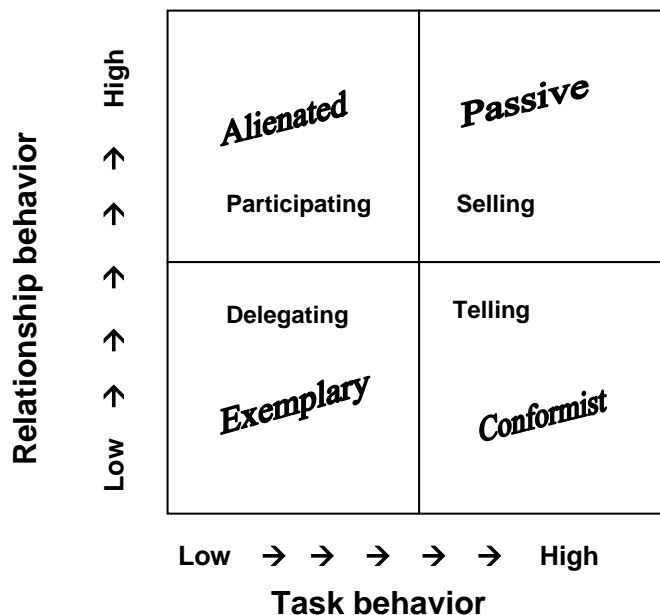 Relationship behavior
Low → → → → → High
Alienated
Passive
Participating
Selling
Delegating
Telling
Exemplary
Conformist
Low → → → → → High
Task behavior